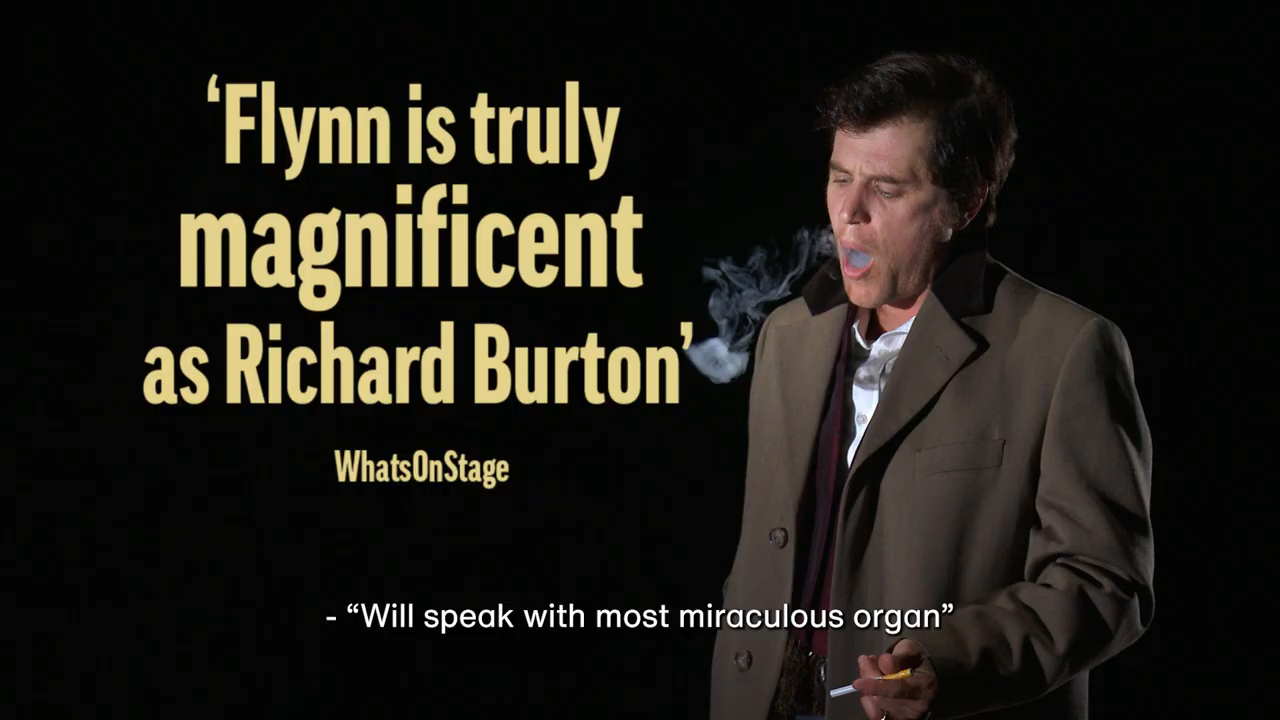 ‘Flynn is truly
magnificent
as Richard Burton’
WhatsOnStage
- “Will speak with most miraculous organ”